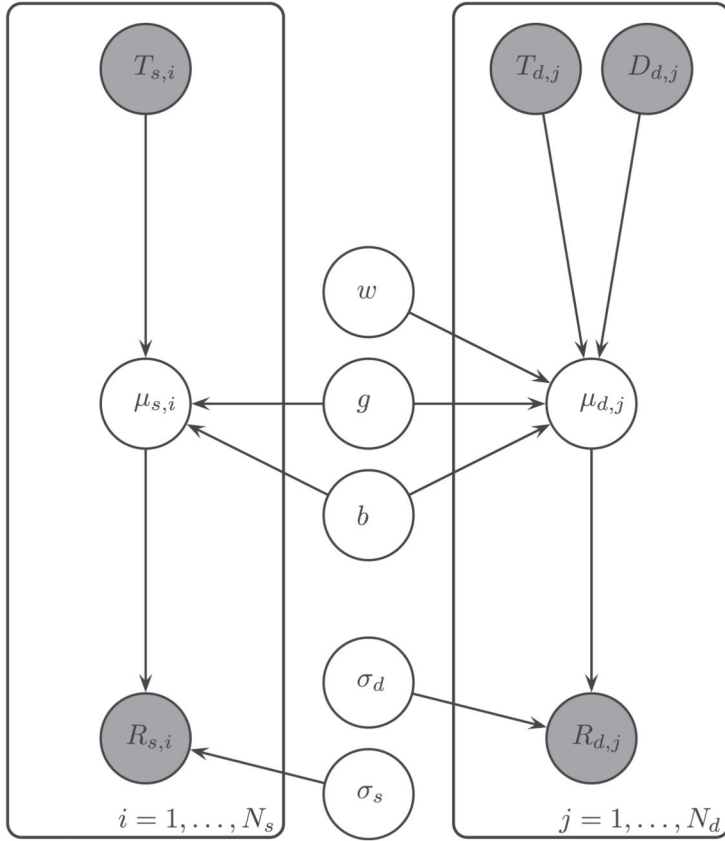 T_{s,i}
T_{d,j} D_{d,j}
w
μ_{s,i} g μ_{d,j}
b
σ_d
R_{s,i} R_{d,j}
σ_s
i = 1, . . . , N_s j = 1, . . . , N_d